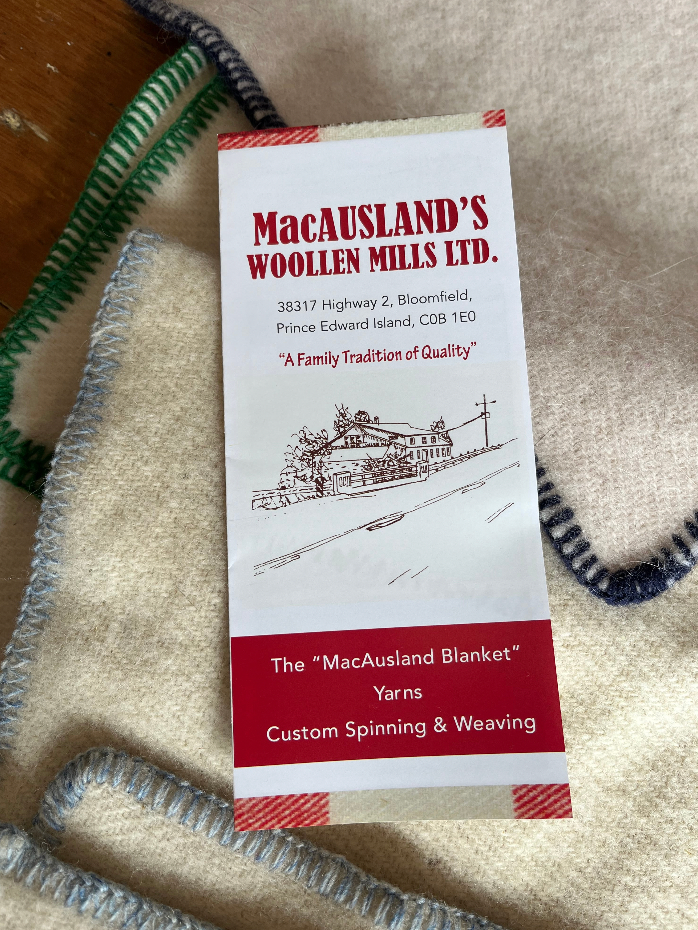 MacAUSLAND'S
WOOLLEN MILLS LTD.
38317 Highway 2, Bloomfield,
Prince Edward Island, C0B 1E0
"A Family Tradition of Quality"
The "MacAusland Blanket"
Yarns
Custom Spinning & Weaving